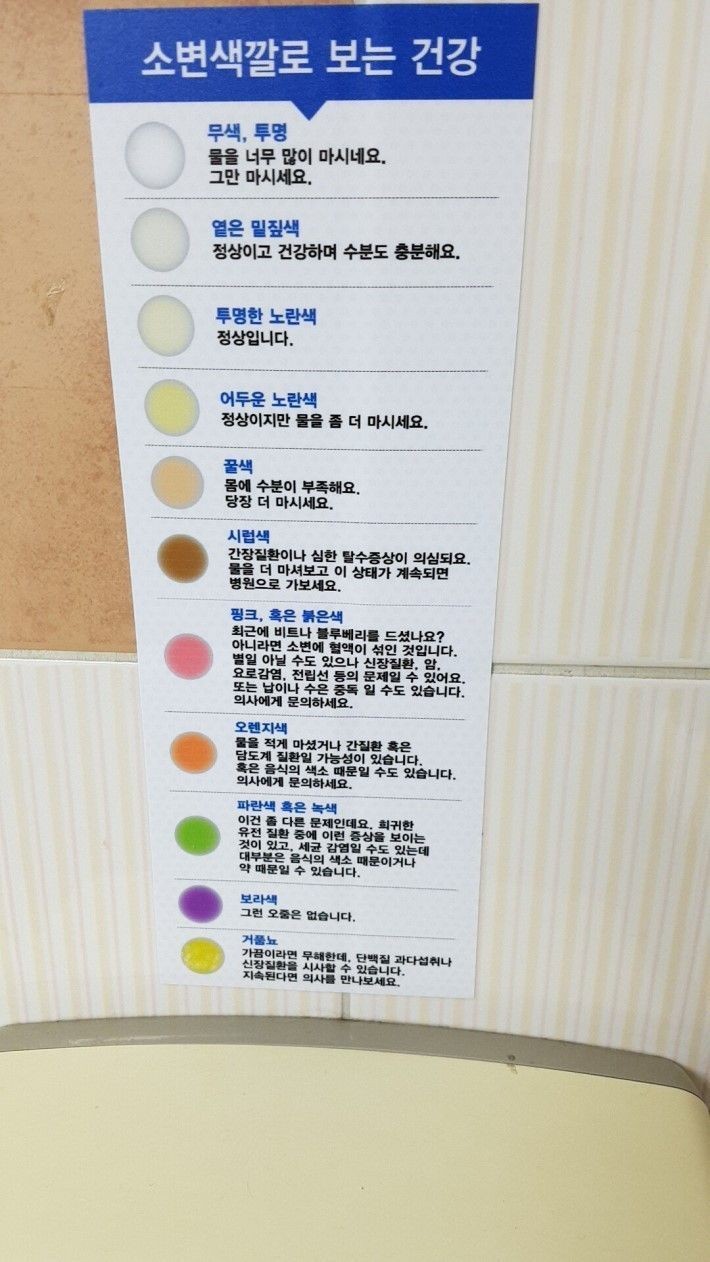 소변색깔로 보는 건강
무색, 투명
물을 너무 많이 마시네요.
그만 마시세요.
옅은 밀짚색
정상이고 건강하며 수분도 충분해요.
투명한 노란색
정상입니다.
어두운 노란색
정상이지만 물을 좀 더 마시세요.
꿀색
몸에 수분이 부족해요.
당장 더 마시세요.
시럽색
간장질환이나 심한 탈수증상이 의심되요.
물을 더 마셔보고 이 상태가 계속되면
병원으로 가보세요.
핑크, 혹은 붉은색
최근에 비트나 블루베리를 드셨나요?
아니라면 소변에 혈액이 섞인 것입니다.
별일 아닐 수도 있으나 신장질환, 암,
요로감염, 전립선 등의 문제일 수 있어요.
또는 납이나 수은 중독 일 수도 있습니다.
의사에게 문의하세요.
오렌지색
물을 적게 마셨거나 간질환 혹은
담도계 질환일 가능성이 있습니다.
혹은 음식의 색소 때문일 수도 있습니다.
의사에게 문의하세요.
파란색 혹은 녹색
이건 좀 다른 문제인데요. 희귀한
유전 질환 중에 이런 증상을 보이는
것이 있고, 세균 감염일 수도 있는데
대부분은 음식의 색소 때문이거나
약 때문일 수 있습니다.
보라색
그런 오줌은 없습니다.
거품뇨
가끔이라면 무해한데, 단백질 과다섭취나
신장질환을 시사할 수 있습니다.
지속된다면 의사를 만나보세요.